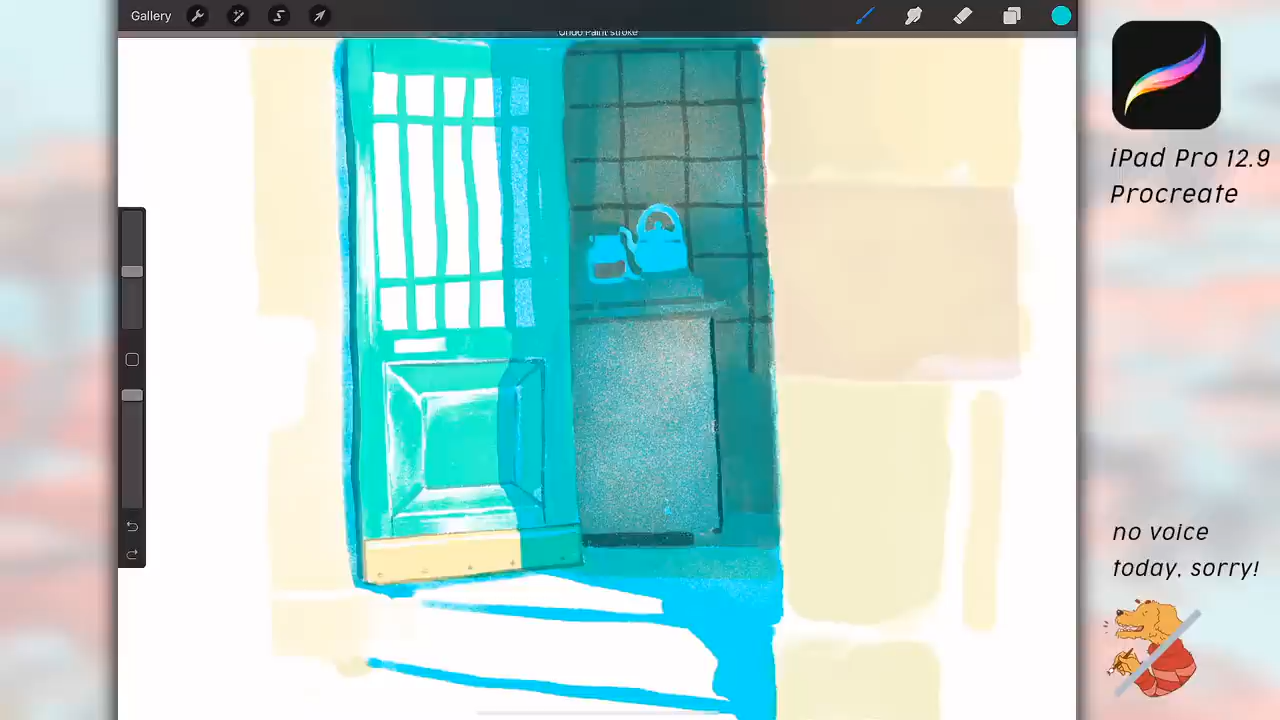 Gallery
Undo Paint stroke
iPad Pro 12.9
Procreate
no voice
today, sorry!